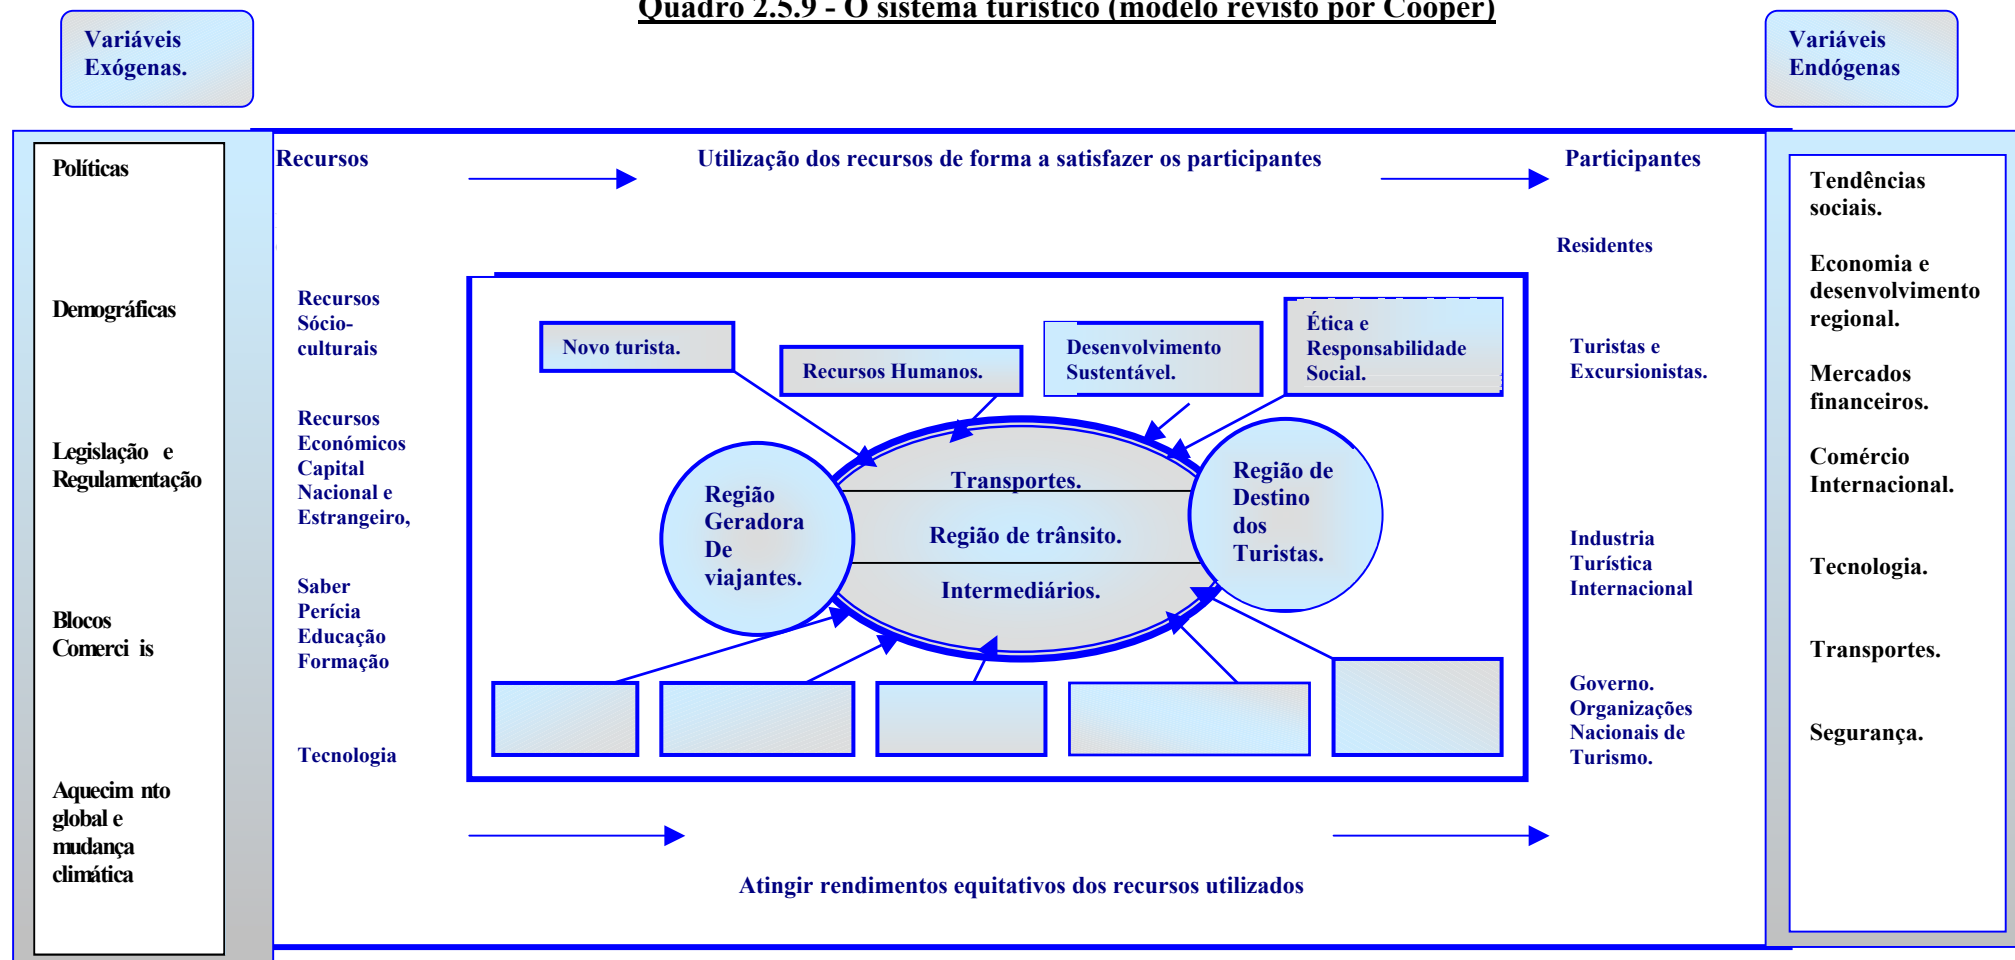 Quadro 2.5.9 - O sistema turístico (modelo revisto por Cooper)
Variáveis
Exógenas.
Variáveis
Endógenas
Políticas
Demográficas
Legislação e
Regulamentação
Blocos
Comerci is
Aquecim nto
global e
mudança
climática
Recursos
Utilização dos recursos de forma a satisfazer os participantes
Participantes
Recursos
Sócio-
culturais
Recursos
Económicos
Capital
Nacional e
Estrangeiro,
Saber
Perícia
Educação
Formação
Tecnologia
Novo turista.
Recursos Humanos.
Desenvolvimento
Sustentável.
Ética e
Responsabilidade
Social.
Região
Geradora
De
viajantes.
Transportes.
Região de trânsito.
Intermediários.
Região de
Destino
dos
Turistas.
Residentes
Turistas e
Excursionistas.
Industria
Turística
Internacional
Governo.
Organizações
Nacionais de
Turismo.
Atingir rendimentos equitativos dos recursos utilizados
Tendências
sociais.
Economia e
desenvolvimento
regional.
Mercados
financeiros.
Comércio
Internacional.
Tecnologia.
Transportes.
Segurança.